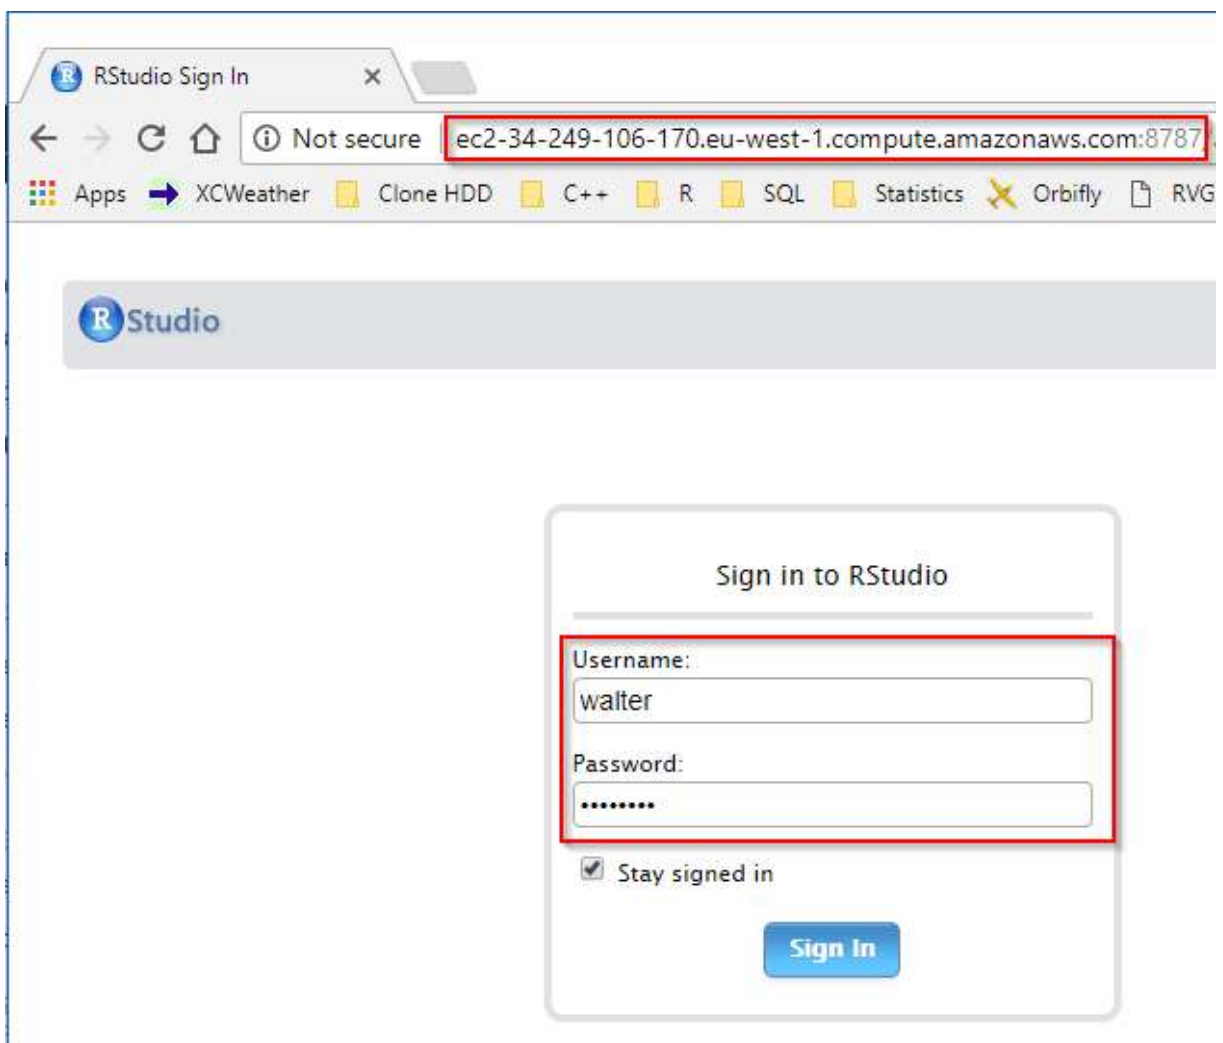 RStudio Sign In
Not secure ec2-34-249-106-170.eu-west-1.compute.amazonaws.com:8787/
Apps XCWeather Clone HDD C++ R SQL Statistics Orbifly RVG
R Studio
Sign in to RStudio
Username:
walter
Password:
••••••••
Stay signed in
Sign In